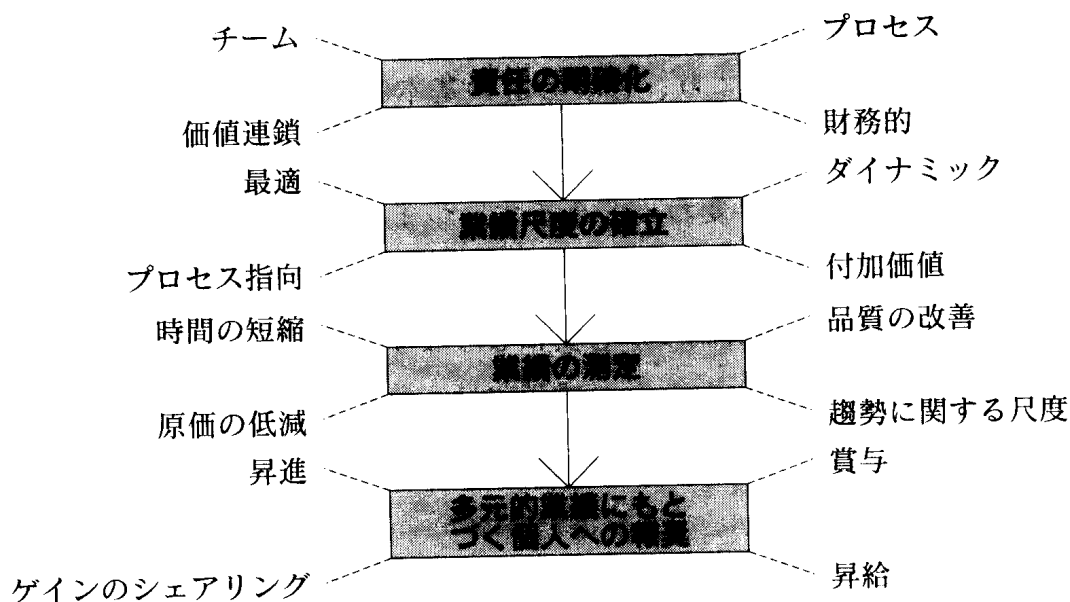 チーム
プロセス
責任の明確化
価値連鎖
財務的
最適
ダイナミック
業績尺度の確立
プロセス指向
付加価値
時間の短縮
品質の改善
業績の測定
原価の低減
趨勢に関する尺度
昇進
賞与
多元的業績にもと
づく個人への報奨
ゲインのシェアリング
昇給